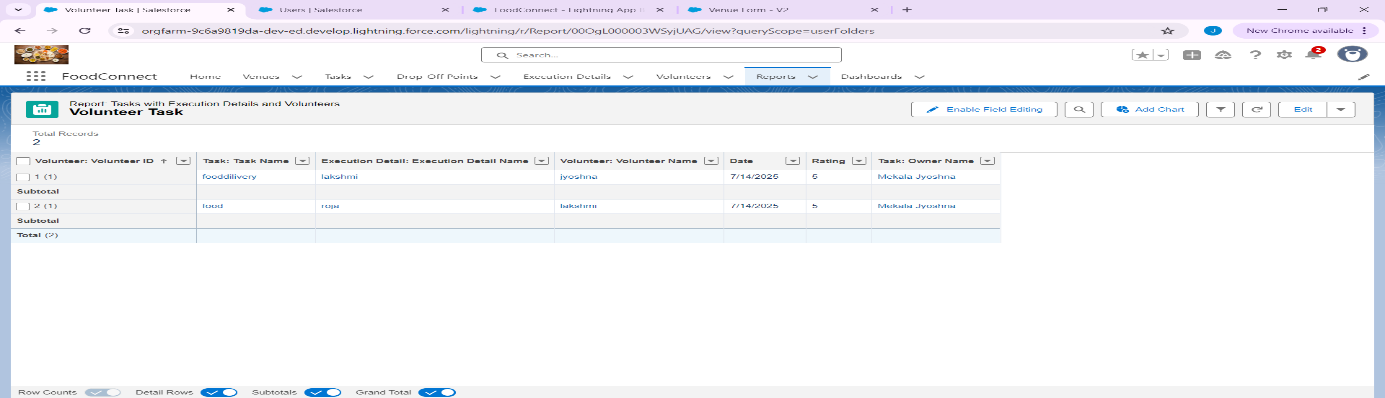 Volunteer Task | Salesforce
Users | Salesforce
FoodConnect - Lightning App
Venue Form - V2
orgfarm-9c6a9819da-dev-ed.develop.lightning.force.com/lightning/r/Report/00OgL000003WSyjUAG/view?queryScope=userFolders
J
New Chrome available
Search...
2
FoodConnect
Home Venues Tasks Drop-Off Points Execution Details Volunteers Reports Dashboards
Report: Tasks with Execution Details and Volunteers
Volunteer Task
Enable Field Editing
Add Chart
Edit
Total Records
2
Volunteer: Volunteer ID ↑ Task: Task Name Execution Detail: Execution Detail Name Volunteer: Volunteer Name Date Rating Task: Owner Name
1 (1) fooddilivery lakshmi jyoshna 7/14/2025 5 Mekala Jyoshna
Subtotal
2 (1) food roja lakshmi 7/14/2025 5 Mekala Jyoshna
Subtotal
Total (2)
Row Counts Detail Rows Subtotals Grand Total